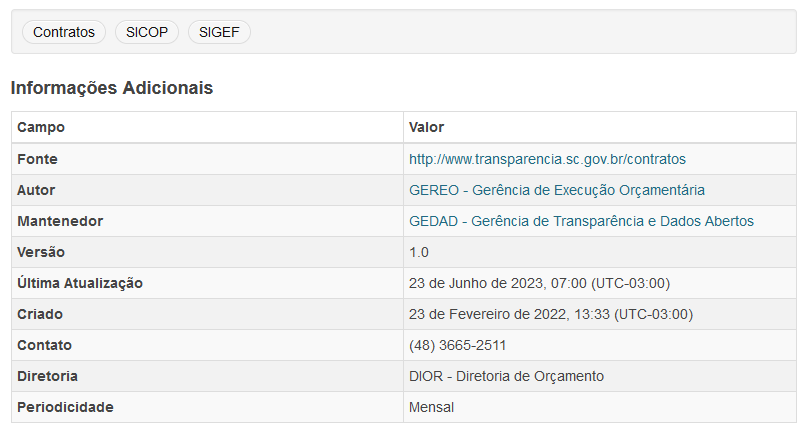 Contratos SICOP SIGEF
Informações Adicionais
Campo Valor
Fonte http://www.transparencia.sc.gov.br/contratos
Autor GEREO - Gerência de Execução Orçamentária
Mantenedor GEDAD - Gerência de Transparência e Dados Abertos
Versão 1.0
Última Atualização 23 de Junho de 2023, 07:00 (UTC-03:00)
Criado 23 de Fevereiro de 2022, 13:33 (UTC-03:00)
Contato (48) 3665-2511
Diretoria DIOR - Diretoria de Orçamento
Periodicidade Mensal